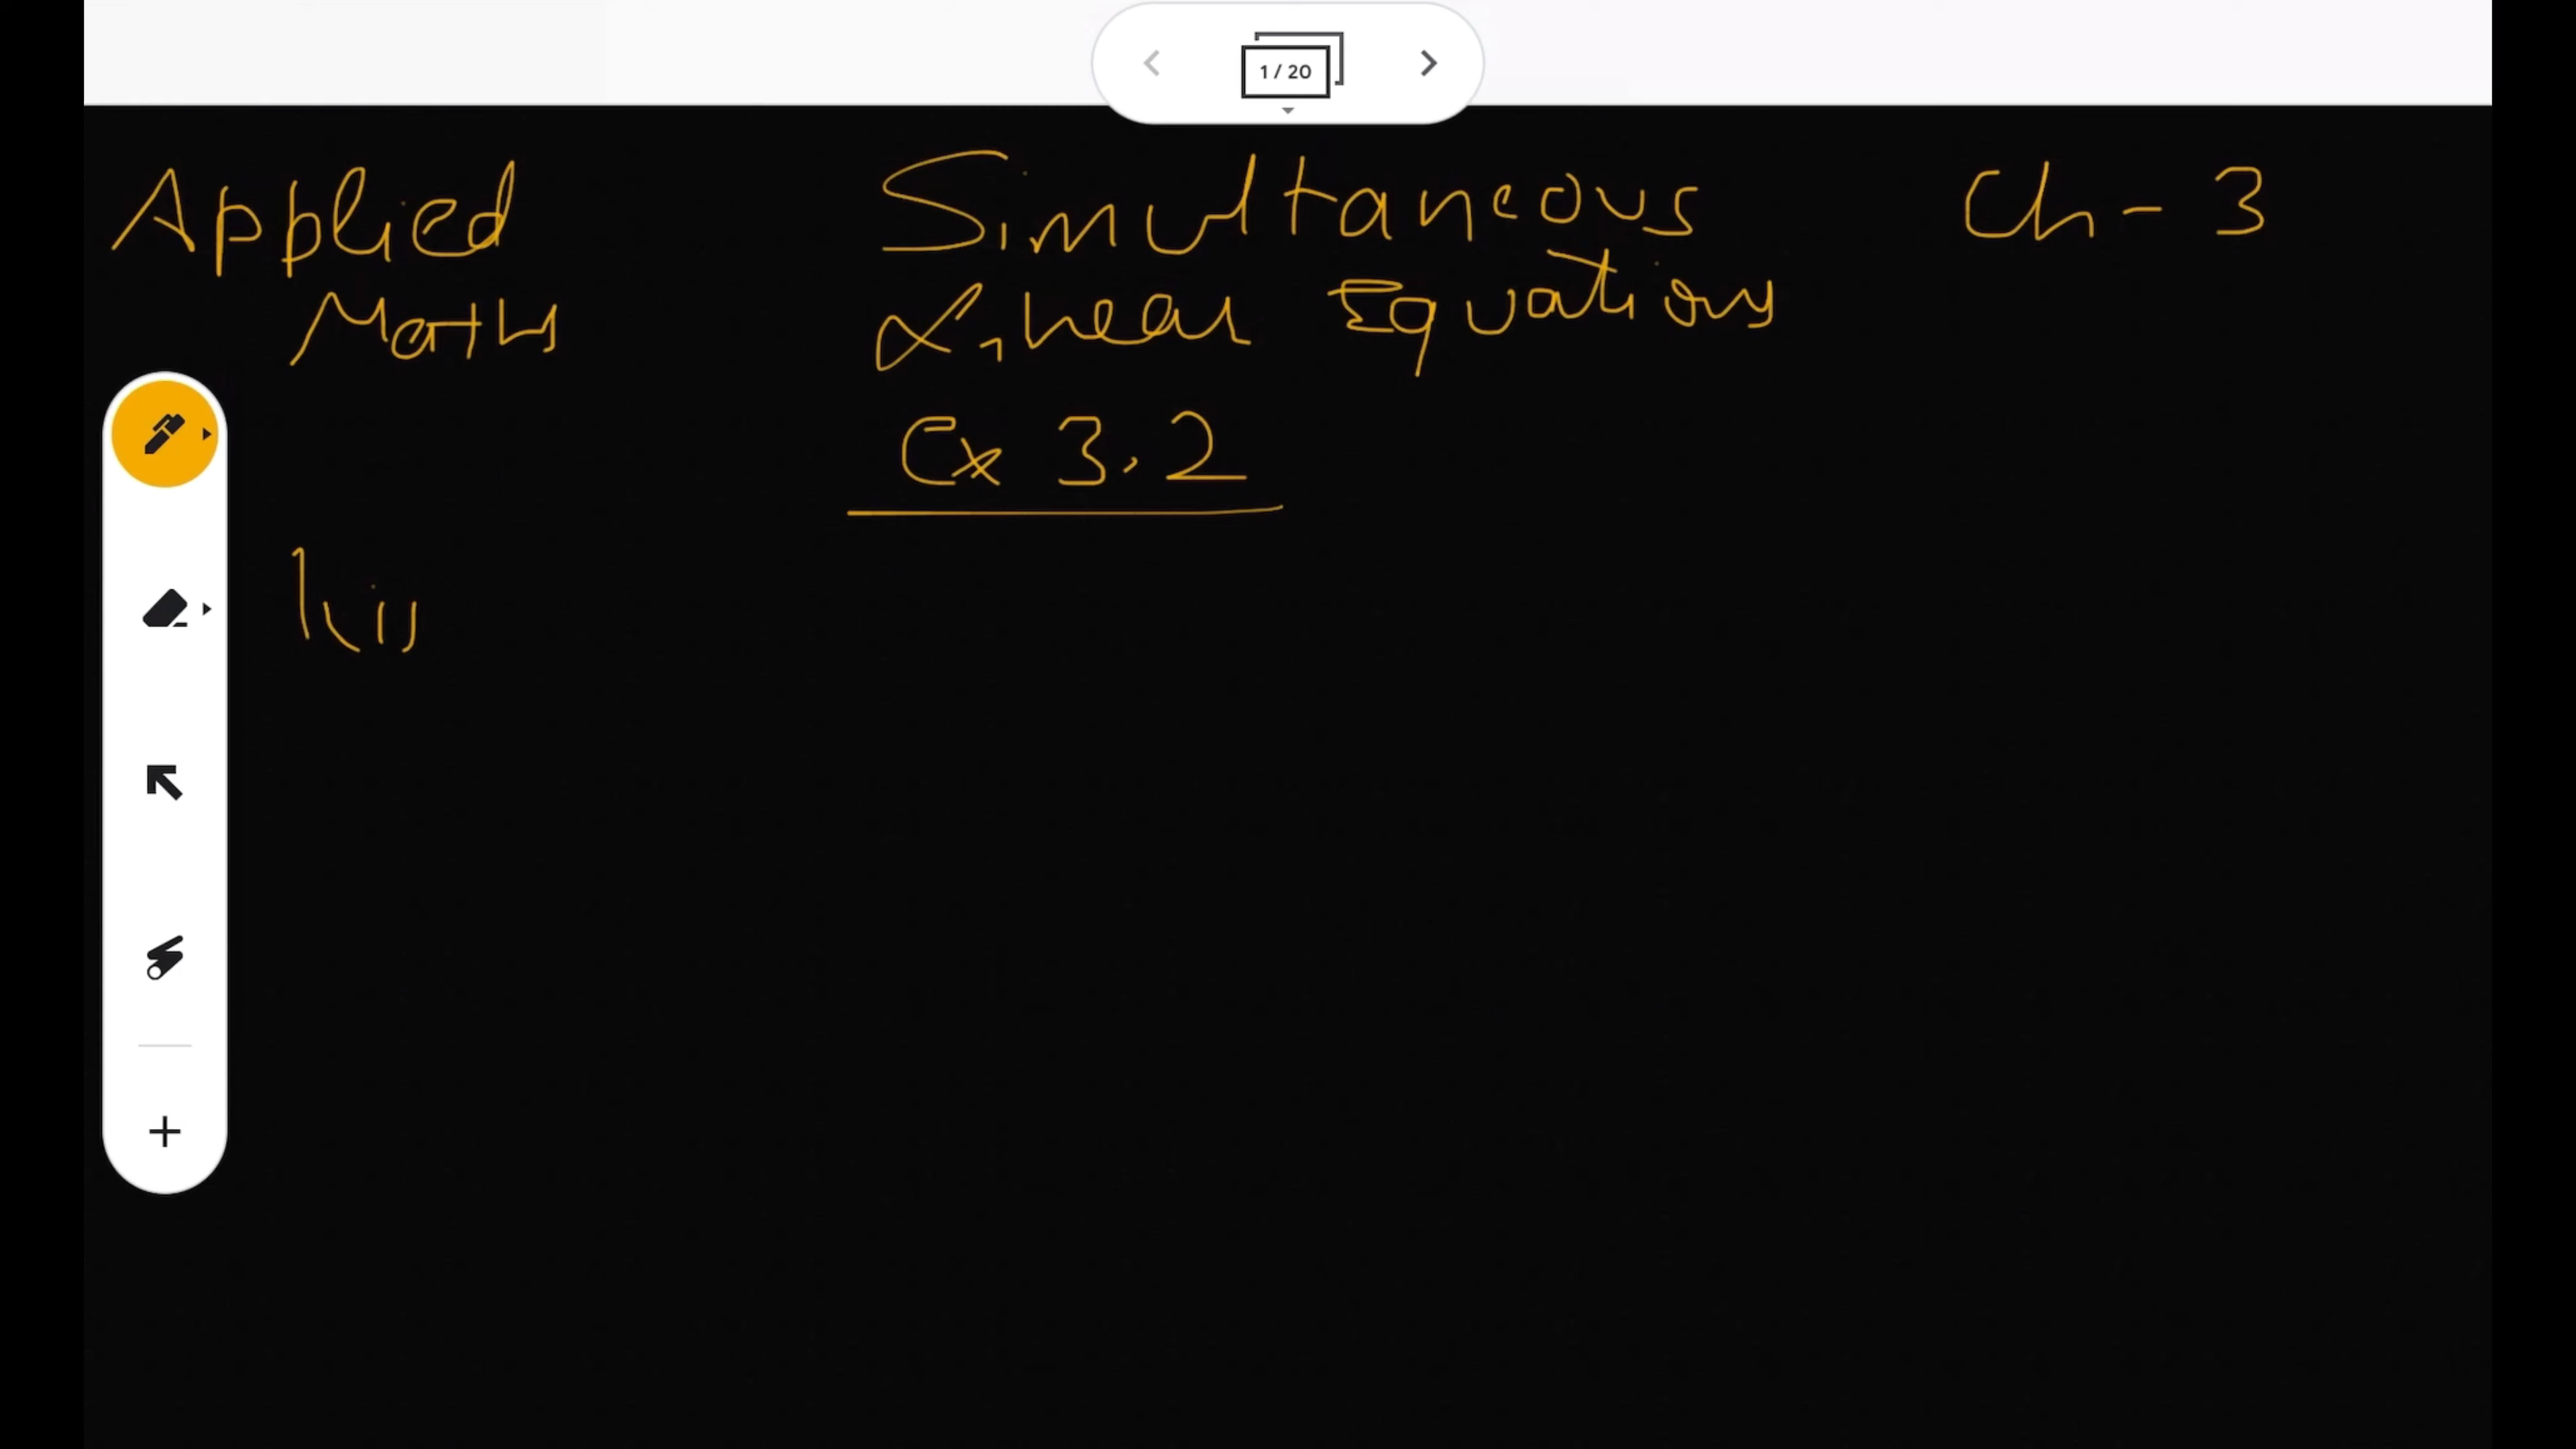 1 / 20
Applied Simultaneous Ch - 3
Maths Linear Equations
Ex 3.2
1(i)